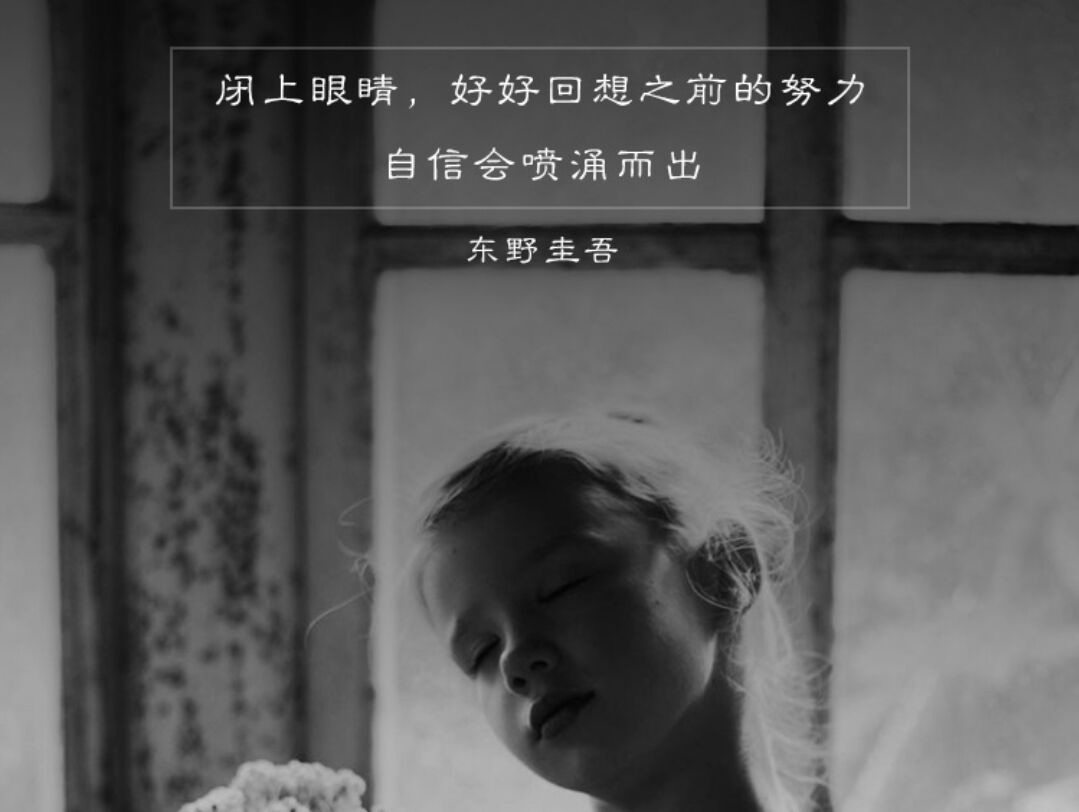 闭上眼睛，好好回想之前的努力
自信会喷涌而出
东野圭吾